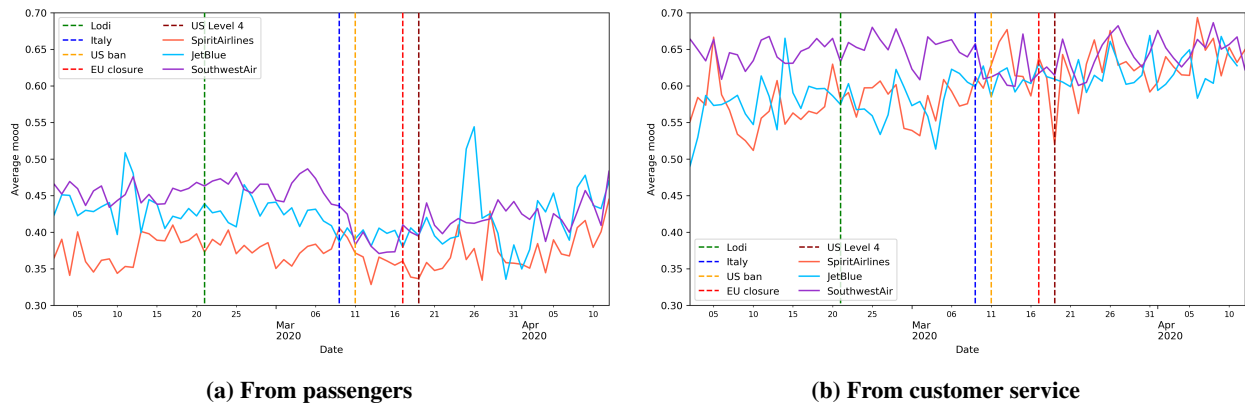 0.70
0.65
0.60
0.55
0.50
0.45
0.40
0.35
0.30
Average mood
Lodi
Italy
US ban
EU closure
US Level 4
SpiritAirlines
JetBlue
SouthwestAir
05 10 15 20 25 Mar 2020 06 11 16 21 26 31 Apr 2020 05 10
Date
(a) From passengers
0.70
0.65
0.60
0.55
0.50
0.45
0.40
0.35
0.30
Average mood
Lodi
Italy
US ban
EU closure
US Level 4
SpiritAirlines
JetBlue
SouthwestAir
05 10 15 20 25 Mar 2020 06 11 16 21 26 31 Apr 2020 05 10
Date
(b) From customer service